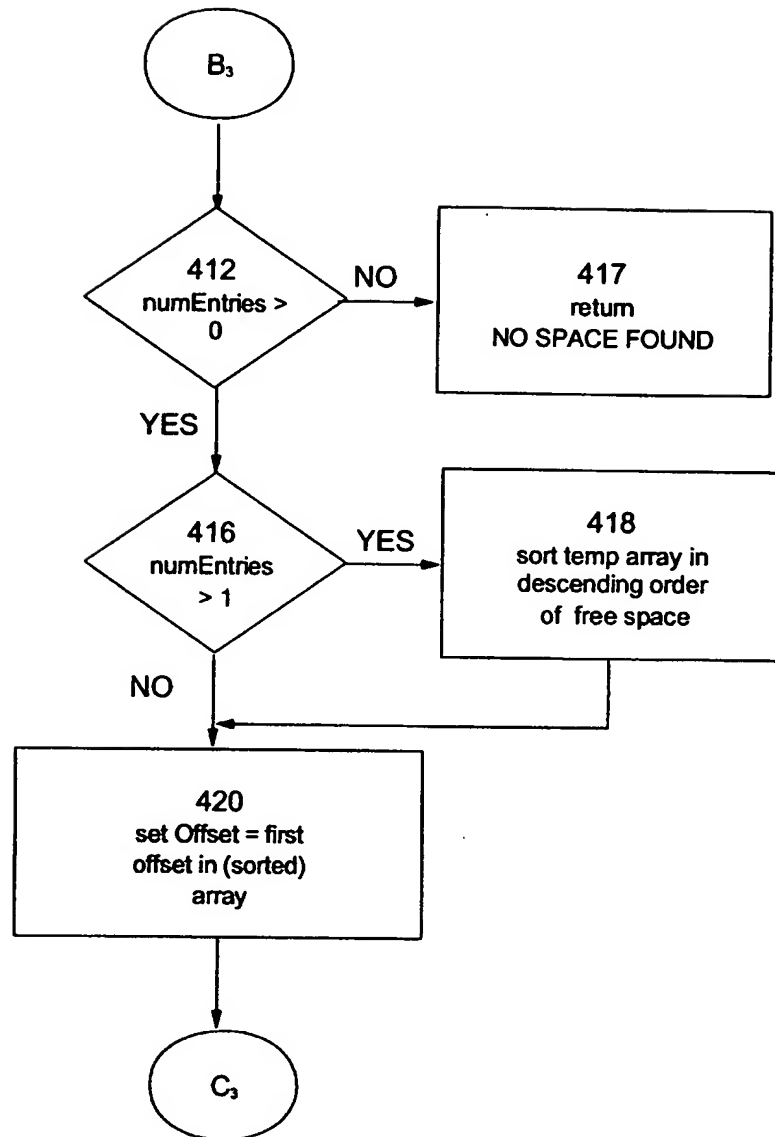 B₃
412
numEntries >
0
NO
417
return
NO SPACE FOUND
YES
416
numEntries
> 1
YES
418
sort temp array in
descending order
of free space
NO
420
set Offset = first
offset in (sorted)
array
C₃